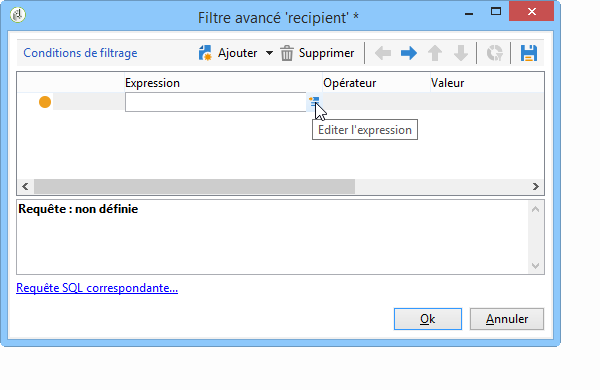 Filtre avancé 'recipient' *
Conditions de filtrage Ajouter Supprimer
Expression Opérateur Valeur
Editer l'expression
Requête : non définie
Requête SQL correspondante...
Ok Annuler